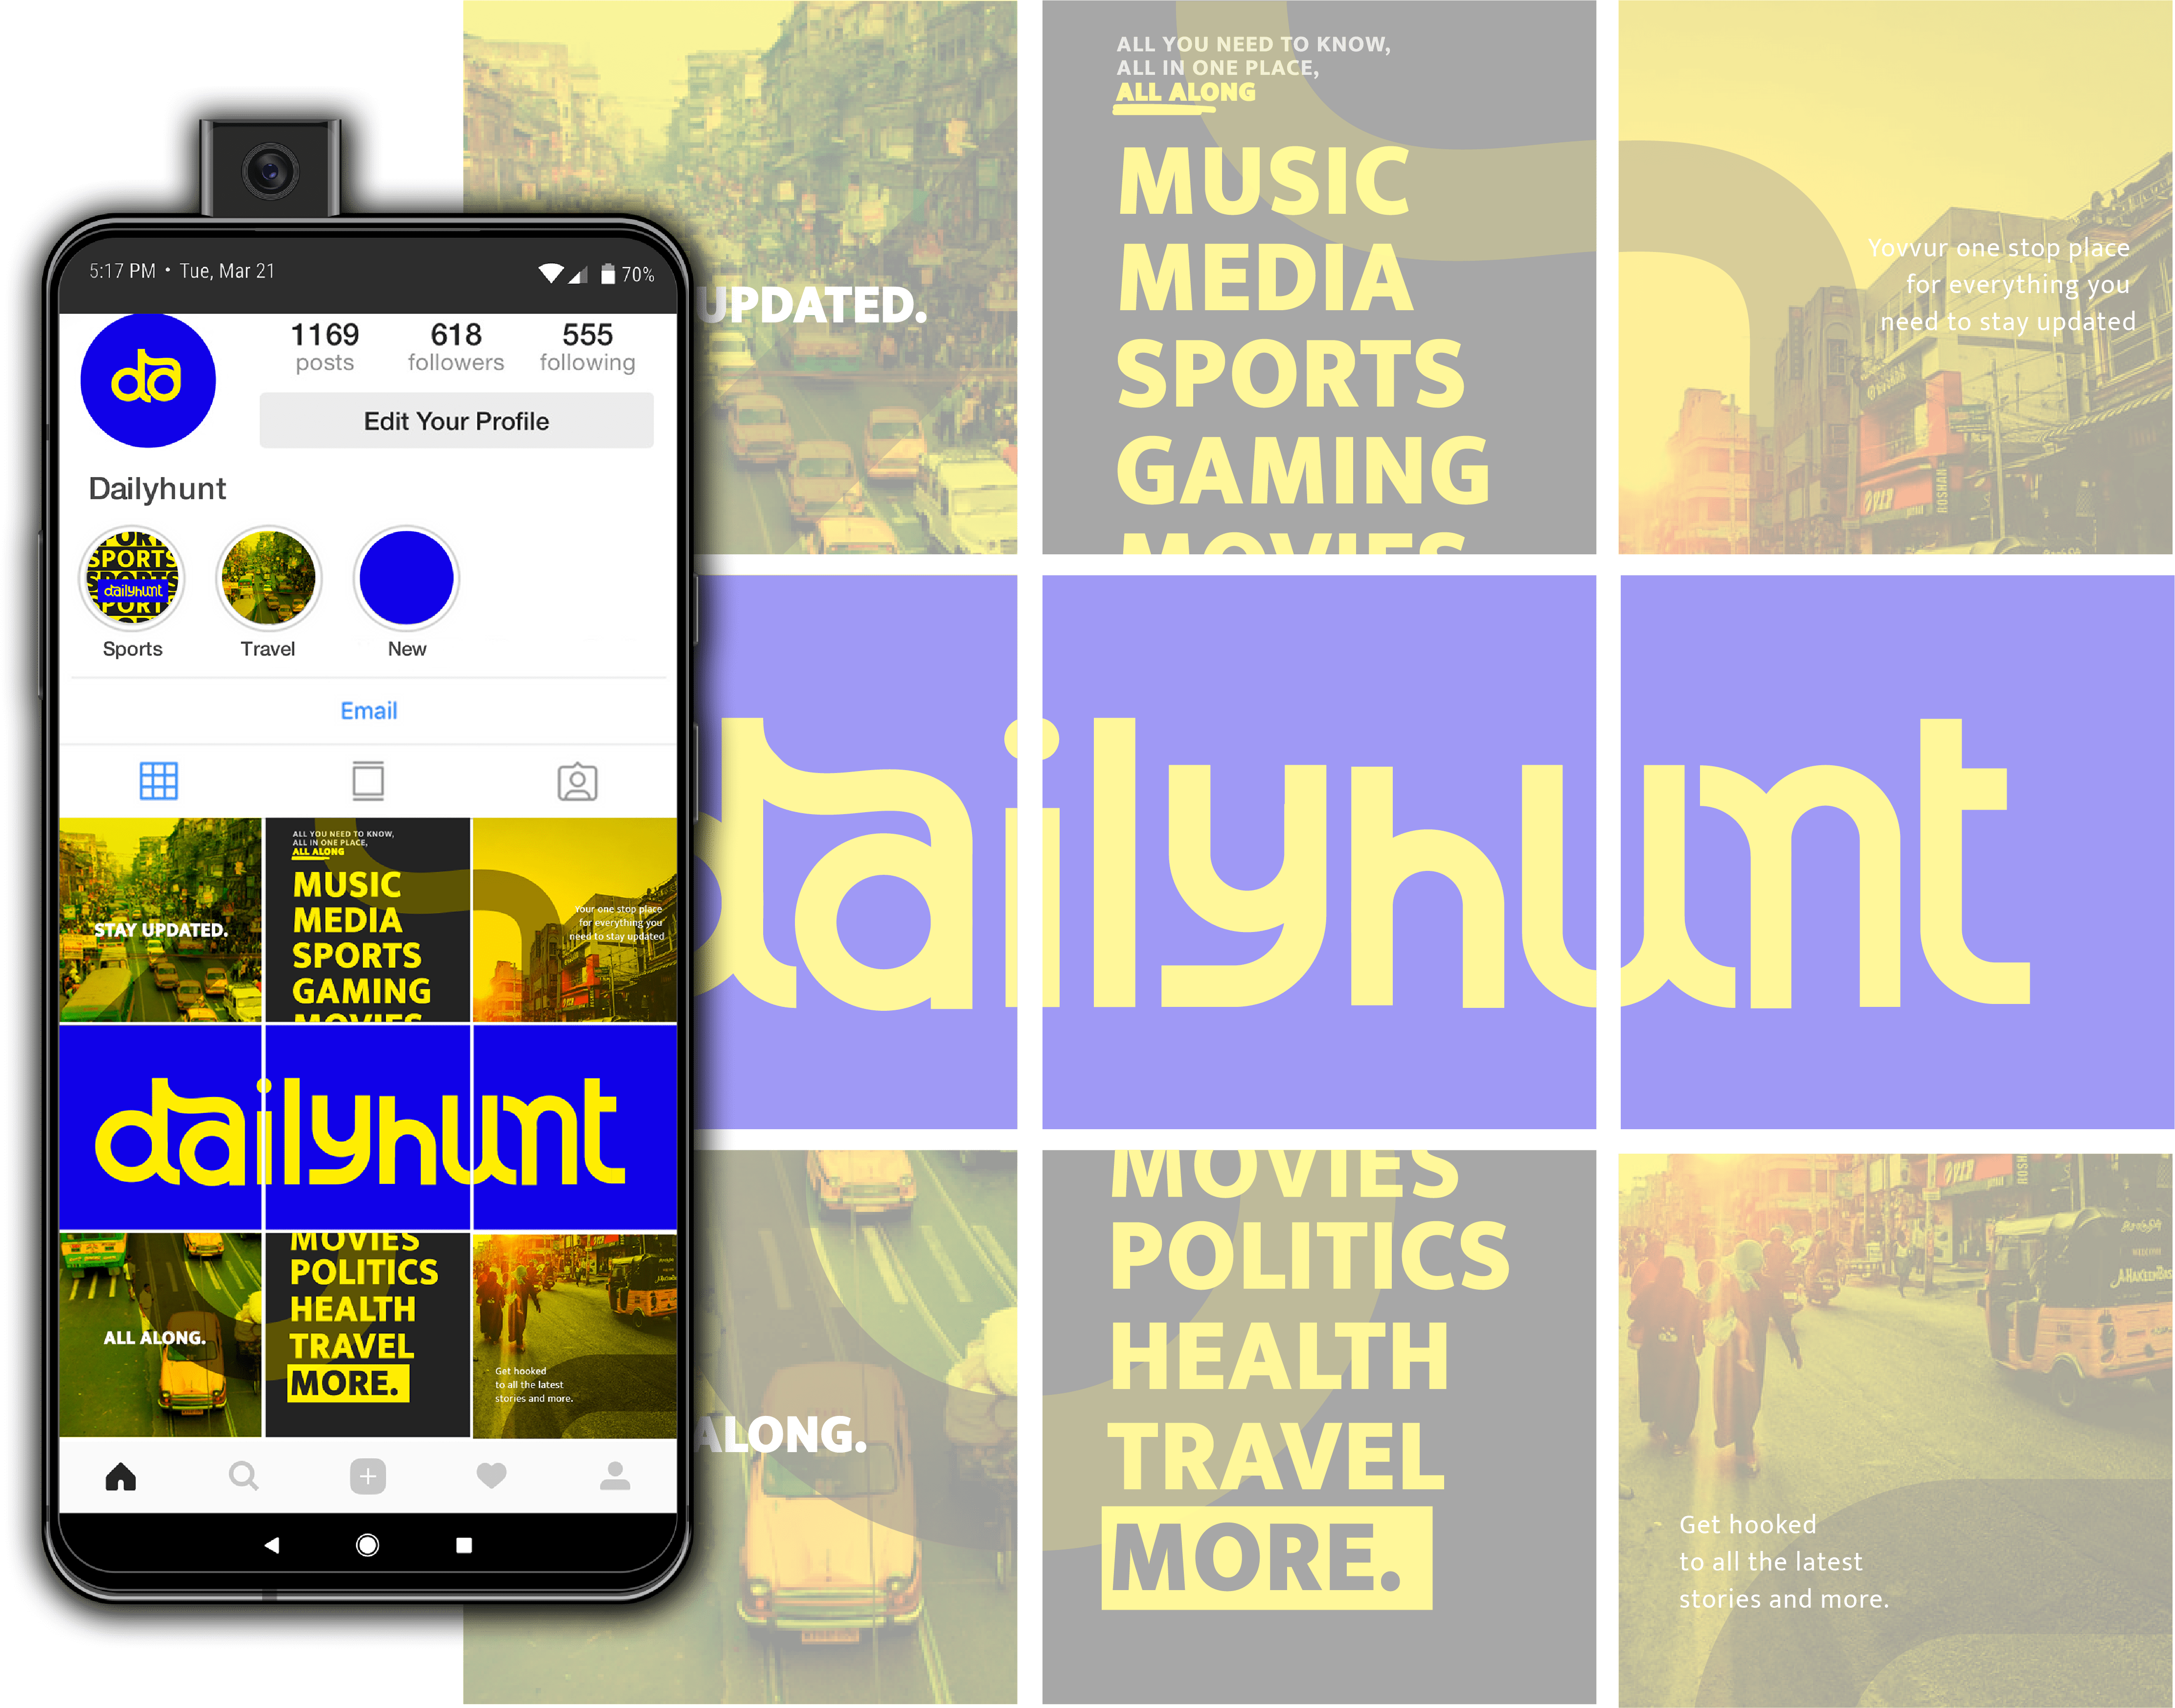 5:17 PM • Tue, Mar 21
70%
da
1169
posts
618
followers
555
following
Edit Your Profile
Dailyhunt
SPORTS
dailyhunt
Sports
Travel
New
Email
STAY UPDATED.
ALL YOU NEED TO KNOW,
ALL IN ONE PLACE,
ALL ALONG
MUSIC
MEDIA
SPORTS
GAMING
MOVIES
Your one stop place
for everything you
need to stay updated
dailyhunt
ALL ALONG.
MOVIES
POLITICS
HEALTH
TRAVEL
MORE.
Get hooked
to all the latest
stories and more.
UPDATED.
ALL YOU NEED TO KNOW,
ALL IN ONE PLACE,
ALL ALONG
MUSIC
MEDIA
SPORTS
GAMING
MOVIES
Yovvur one stop place
for everything you
need to stay updated
ROSHAN
dailyhunt
ALONG.
MOVIES
POLITICS
HEALTH
TRAVEL
MORE.
Get hooked
to all the latest
stories and more.